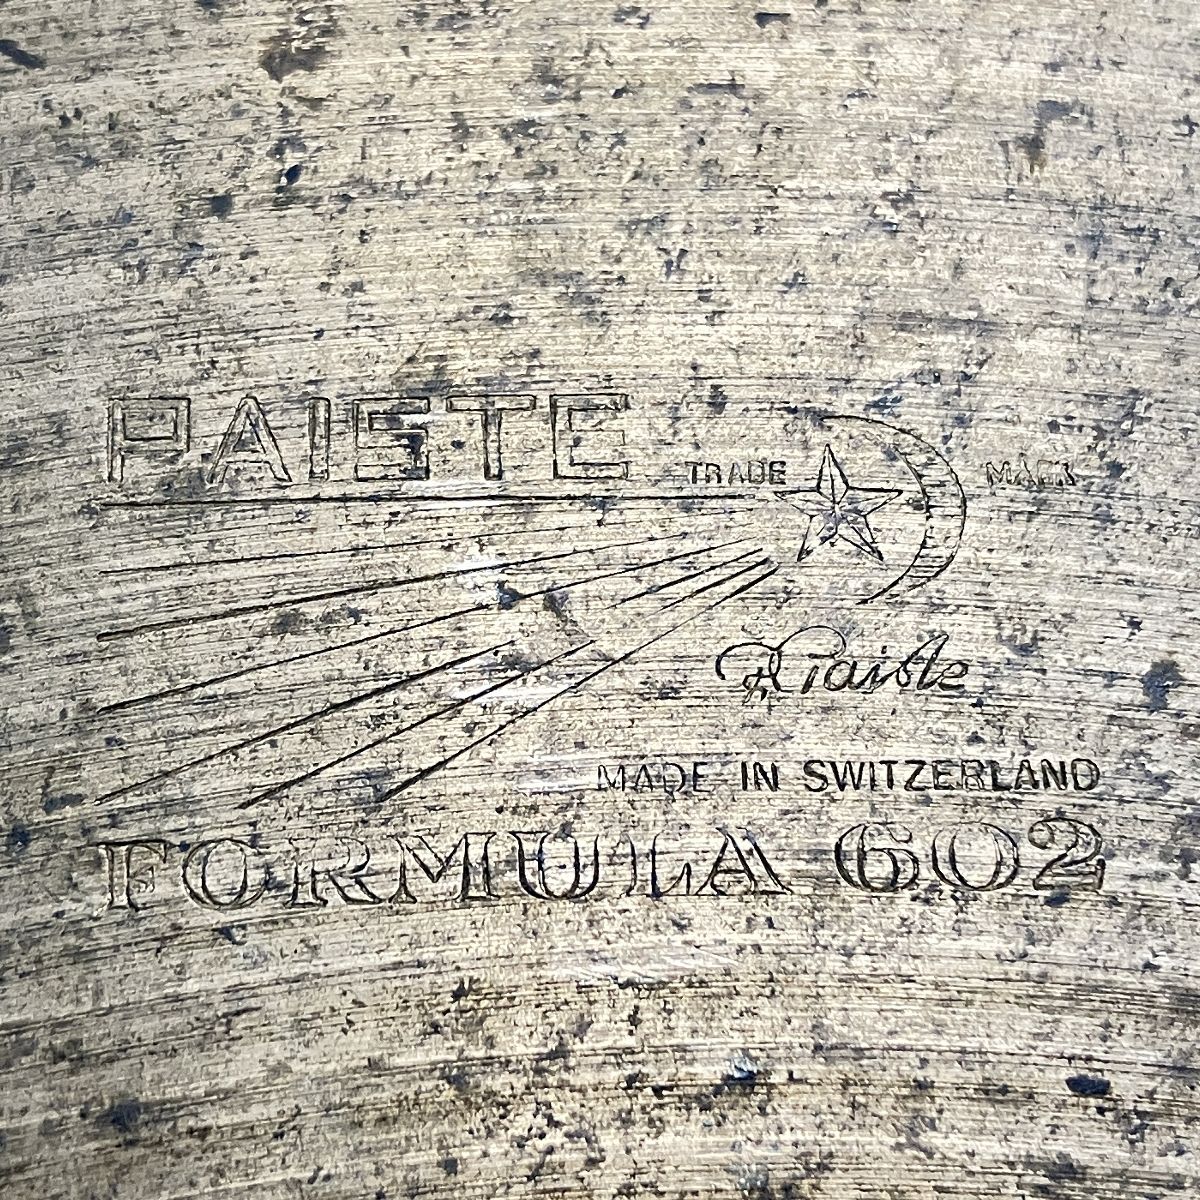 PAISTE
TRADE MARK
Paiste
MADE IN SWITZERLAND
FORMULA 602